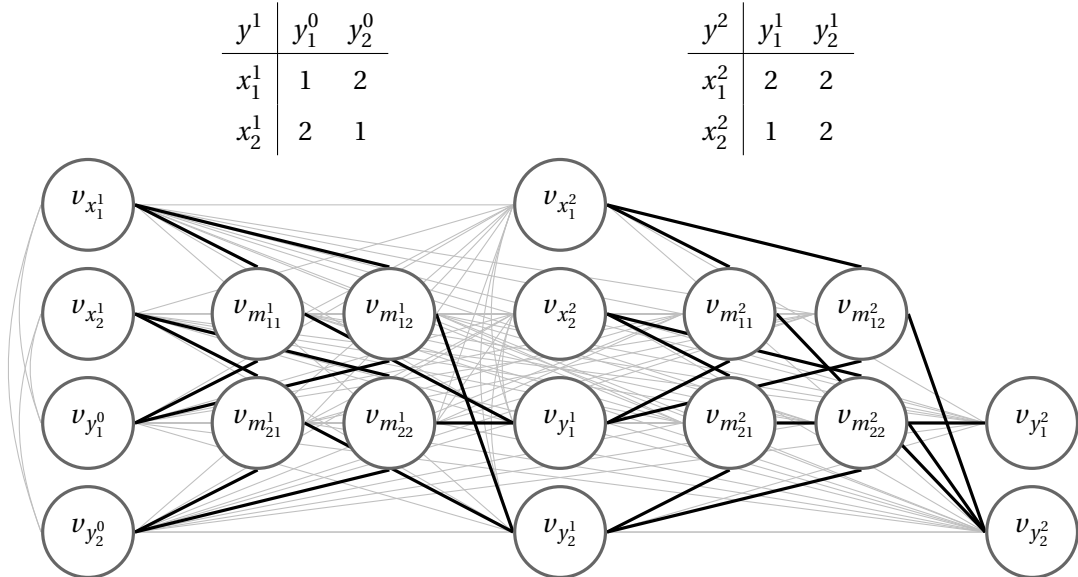 y¹ y₁⁰ y₂⁰
x₁¹ 1 2
x₂¹ 2 1
y² y₁¹ y₂¹
x₁² 2 2
x₂² 1 2
v_{x₁¹} v_{x₁²}
v_{x₂¹} v_{m₁₁¹} v_{m₁₂¹} v_{x₂²} v_{m₁₁²} v_{m₁₂²}
v_{y₁⁰} v_{m₂₁¹} v_{m₂₂¹} v_{y₁¹} v_{m₂₁²} v_{m₂₂²} v_{y₁²}
v_{y₂⁰} v_{y₂¹} v_{y₂²}